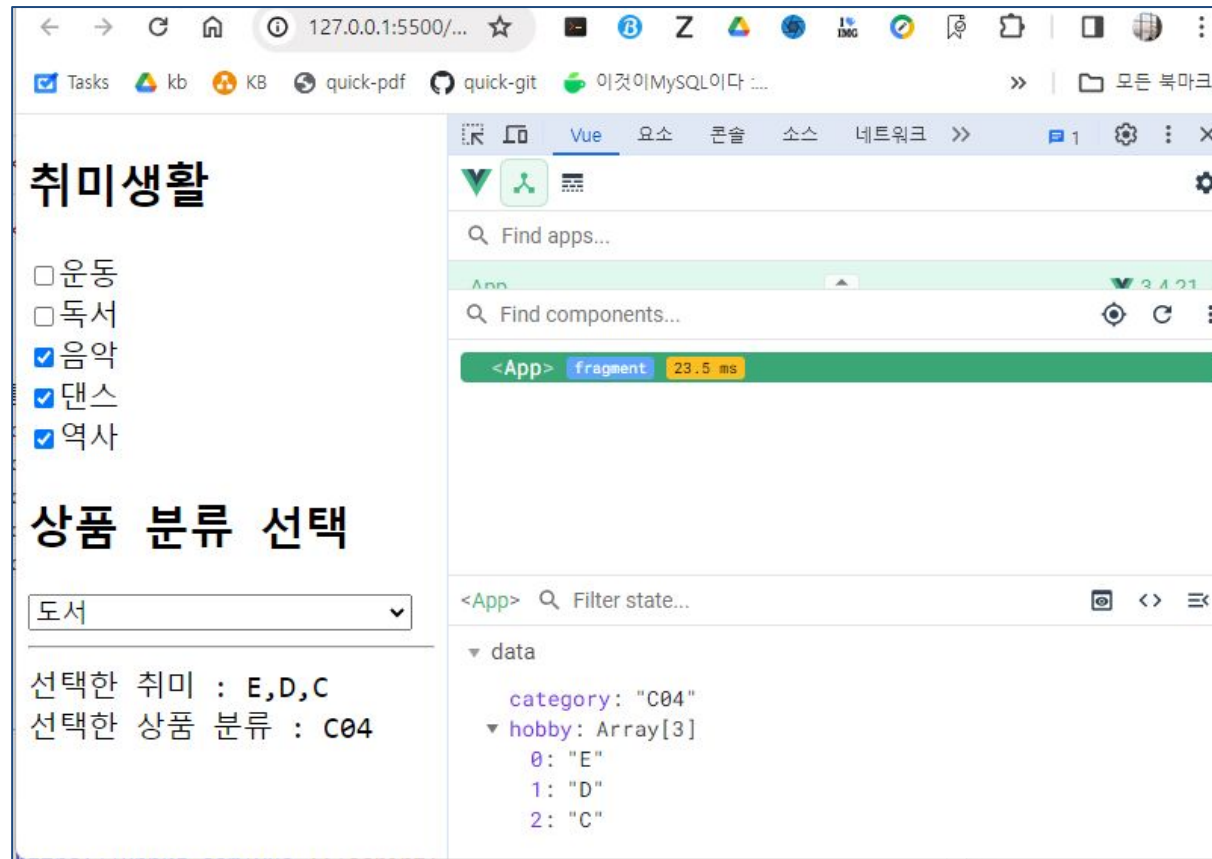 127.0.0.1:5500/...
Z
IMG
Tasks
kb
KB
quick-pdf
quick-git
이것이MySQL이다 :...
»
모든 북마크
취미생활
운동
독서
음악
댄스
역사
상품 분류 선택
도서
선택한 취미 : E,D,C
선택한 상품 분류 : C04
Vue 요소 콘솔 소스 네트워크 » 1
Find apps...
App 3.4.21
Find components...
<App> fragment 23.5 ms
<App> Filter state...
data
category: "C04"
hobby: Array[3]
0: "E"
1: "D"
2: "C"